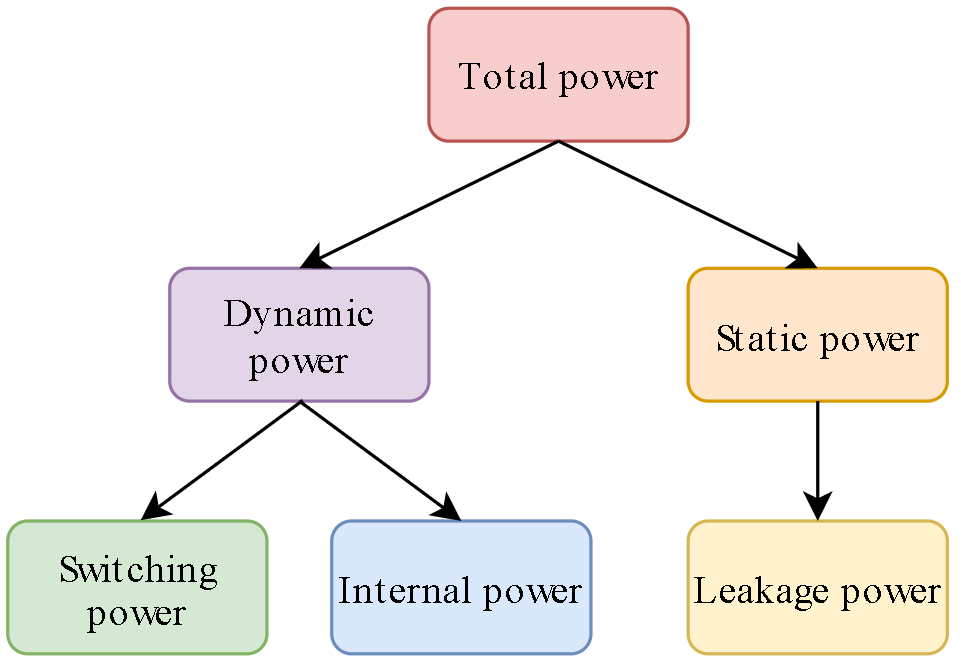 Total power
Dynamic
power
Static power
Switching
power
Internal power
Leakage power